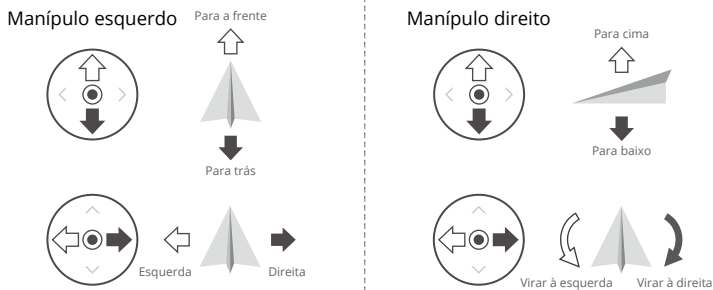 Manípulo esquerdo
Para a frente
Para trás
Esquerda
Direita
Manípulo direito
Para cima
Para baixo
Virar à esquerda
Virar à direita